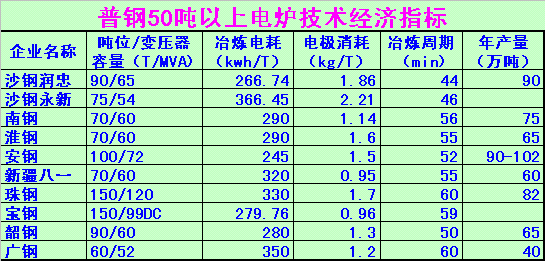 普钢50吨以上电炉技术经济指标
企业名称 吨位/变压器容量（T/MVA） 冶炼电耗（kwh/T） 电极消耗（kg/T） 冶炼周期（min） 年产量（万吨）
沙钢润忠 90/65 266.74 1.86 44 90
沙钢永新 75/54 366.45 2.21 46
南钢 70/60 290 1.14 56 75
淮钢 70/60 290 1.6 55 65
安钢 100/72 245 1.5 52 90-102
新疆八一 70/60 320 0.95 55 60
珠钢 150/120 330 1.7 60 82
宝钢 150/99DC 279.76 0.96 59
韶钢 90/60 280 1.3 50 65
广钢 60/52 350 1.2 60 40